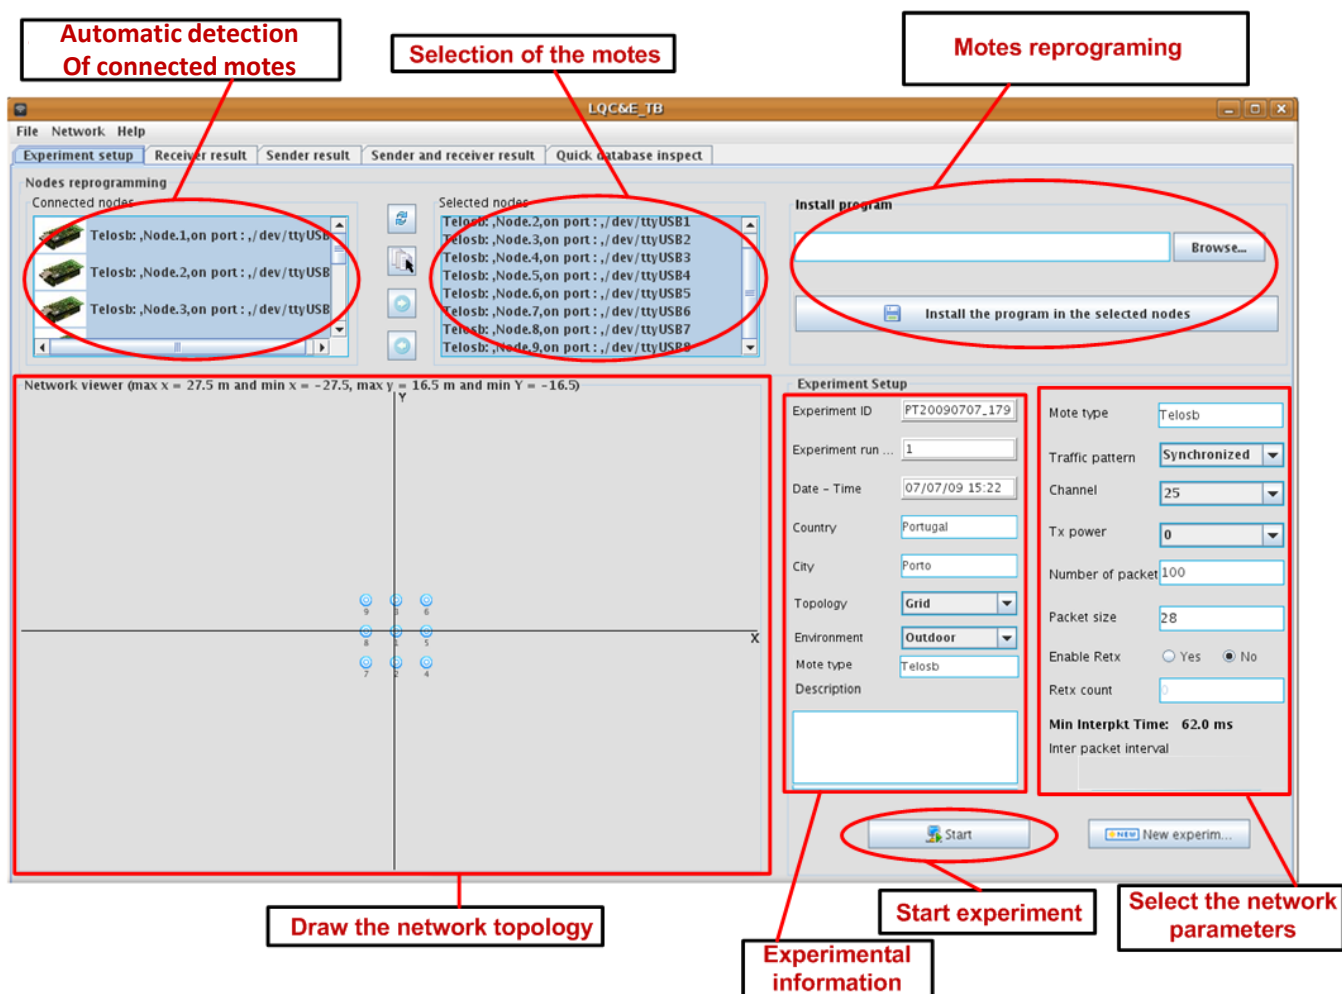 Automatic detection
Of connected motes
Selection of the motes
Motes reprograming
LQC&E_TB
File Network Help
Experiment setup Receiver result Sender result Sender and receiver result Quick database inspect
Nodes reprogramming
Connected nodes
Telosb: ,Node.1,on port : ,/dev/ttyUSB
Telosb: ,Node.2,on port : ,/dev/ttyUSB
Telosb: ,Node.3,on port : ,/dev/ttyUSB
Selected nodes
Telosb: ,Node.2,on port : ,/dev/ttyUSB1
Telosb: ,Node.3,on port : ,/dev/ttyUSB2
Telosb: ,Node.4,on port : ,/dev/ttyUSB3
Telosb: ,Node.5,on port : ,/dev/ttyUSB4
Telosb: ,Node.6,on port : ,/dev/ttyUSB5
Telosb: ,Node.7,on port : ,/dev/ttyUSB6
Telosb: ,Node.8,on port : ,/dev/ttyUSB7
Telosb: ,Node.9,on port : ,/dev/ttyUSB8
Install program
Browse...
Install the program in the selected nodes
Network viewer (max x = 27.5 m and min x = -27.5, max y = 16.5 m and min Y = -16.5)
Y
X
9 3 6
8 1 5
7 2 4
Experiment Setup
Experiment ID PT20090707_179
Experiment run ... 1
Date - Time 07/07/09 15:22
Country Portugal
City Porto
Topology Grid
Environment Outdoor
Mote type Telosb
Description
Mote type Telosb
Traffic pattern Synchronized
Channel 25
Tx power 0
Number of packet 100
Packet size 28
Enable Retx Yes No
Retx count 0
Min Interpkt Time: 62.0 ms
Inter packet interval
Start
NEW New experim...
Draw the network topology
Start experiment
Select the network
parameters
Experimental
information